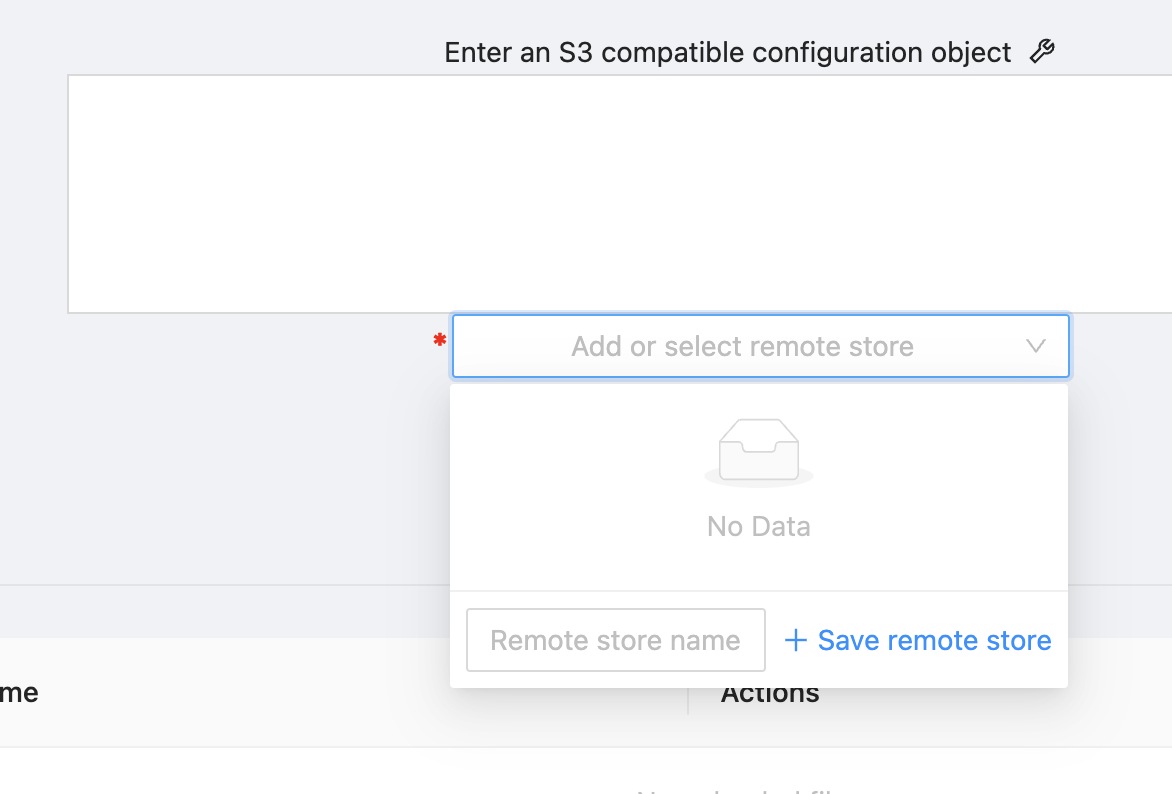 Enter an S3 compatible configuration object
* Add or select remote store
No Data
Remote store name + Save remote store
me Actions